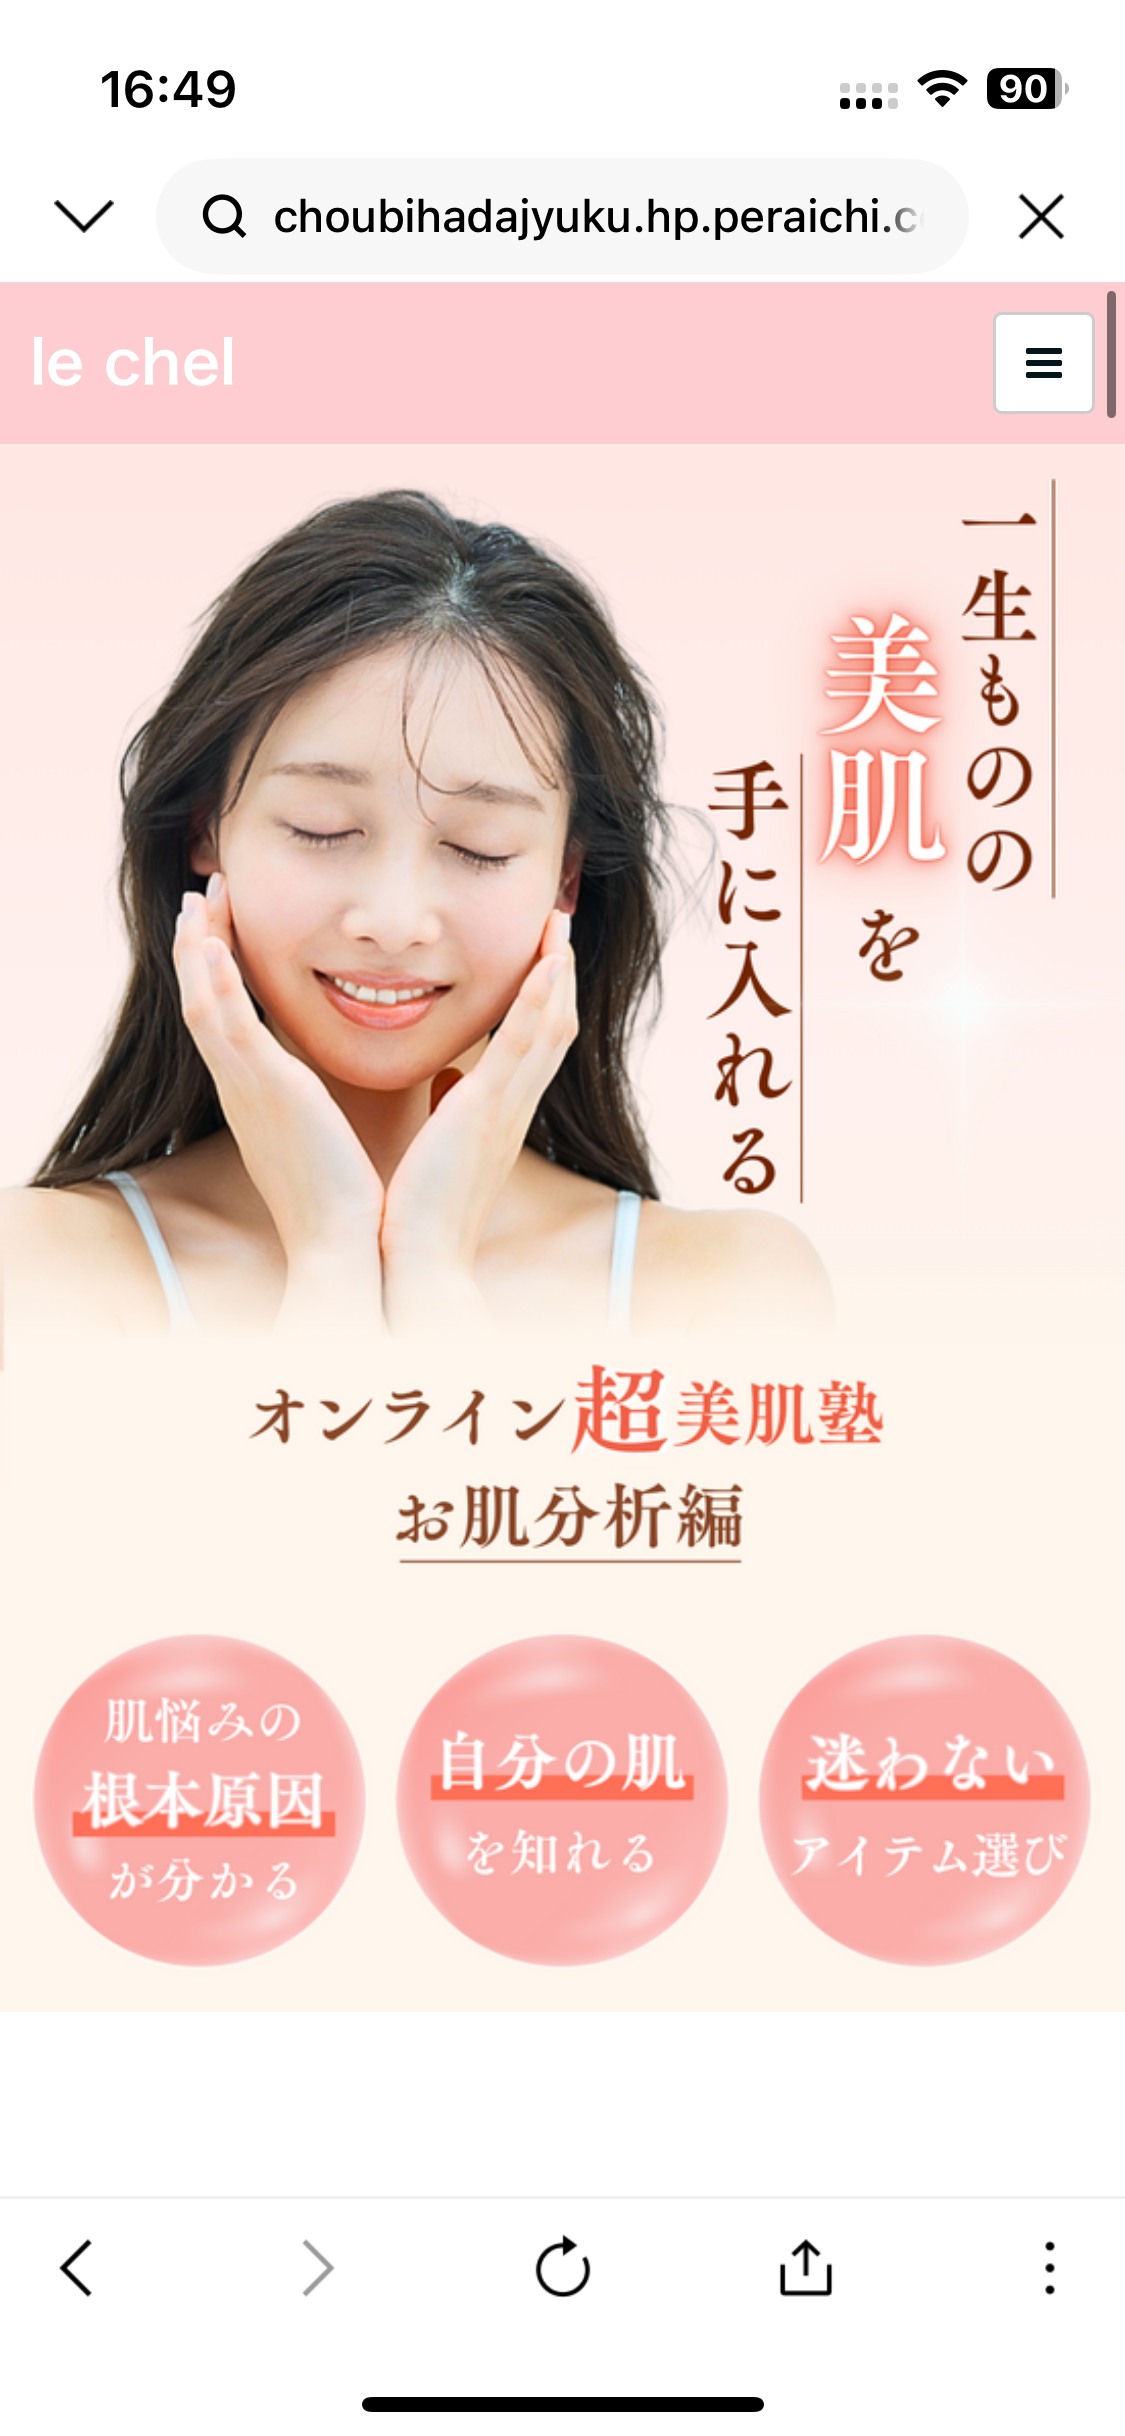 16:49
90
choubihadajyuku.hp.peraichi.c
le chel
一生ものの
美肌を
手に入れる
オンライン超美肌塾
お肌分析編
肌悩みの
根本原因
が分かる
自分の肌
を知れる
迷わない
アイテム選び